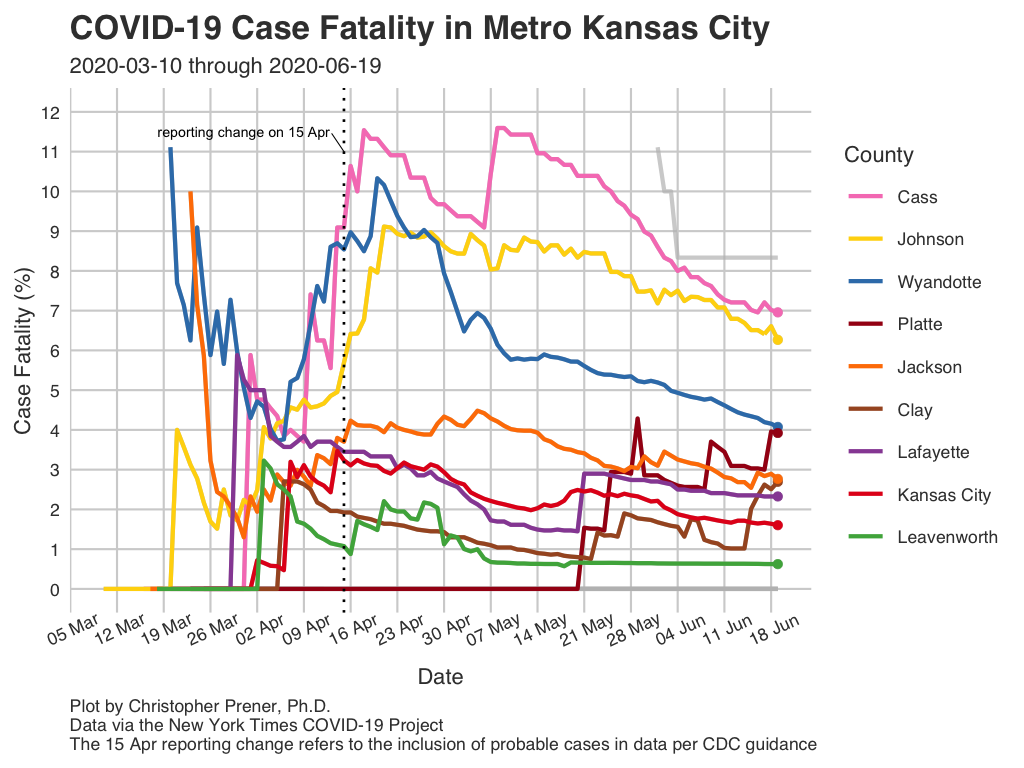 COVID-19 Case Fatality in Metro Kansas City
2020-03-10 through 2020-06-19
reporting change on 15 Apr
Case Fatality (%)
12
11
10
9
8
7
6
5
4
3
2
1
0
05 Mar
12 Mar
19 Mar
26 Mar
02 Apr
09 Apr
16 Apr
23 Apr
30 Apr
07 May
14 May
21 May
28 May
04 Jun
11 Jun
18 Jun
Date
County
Cass
Johnson
Wyandotte
Platte
Jackson
Clay
Lafayette
Kansas City
Leavenworth
Plot by Christopher Prener, Ph.D.
Data via the New York Times COVID-19 Project
The 15 Apr reporting change refers to the inclusion of probable cases in data per CDC guidance